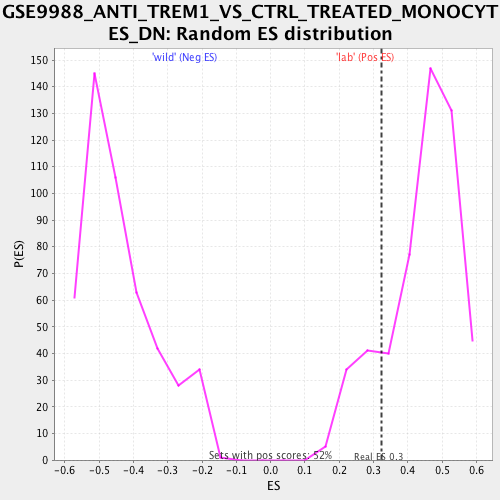 GSE9988_ANTI_TREM1_VS_CTRL_TREATED_MONOCYT
ES_DN: Random ES distribution
'wild' (Neg ES)
'lab' (Pos ES)
150
140
130
120
110
100
90
80
70
60
50
40
30
20
10
0
P(ES)
Sets with pos scores: 52%
Real ES 0.3
-0.6 -0.5 -0.4 -0.3 -0.2 -0.1 0.0 0.1 0.2 0.3 0.4 0.5 0.6
ES